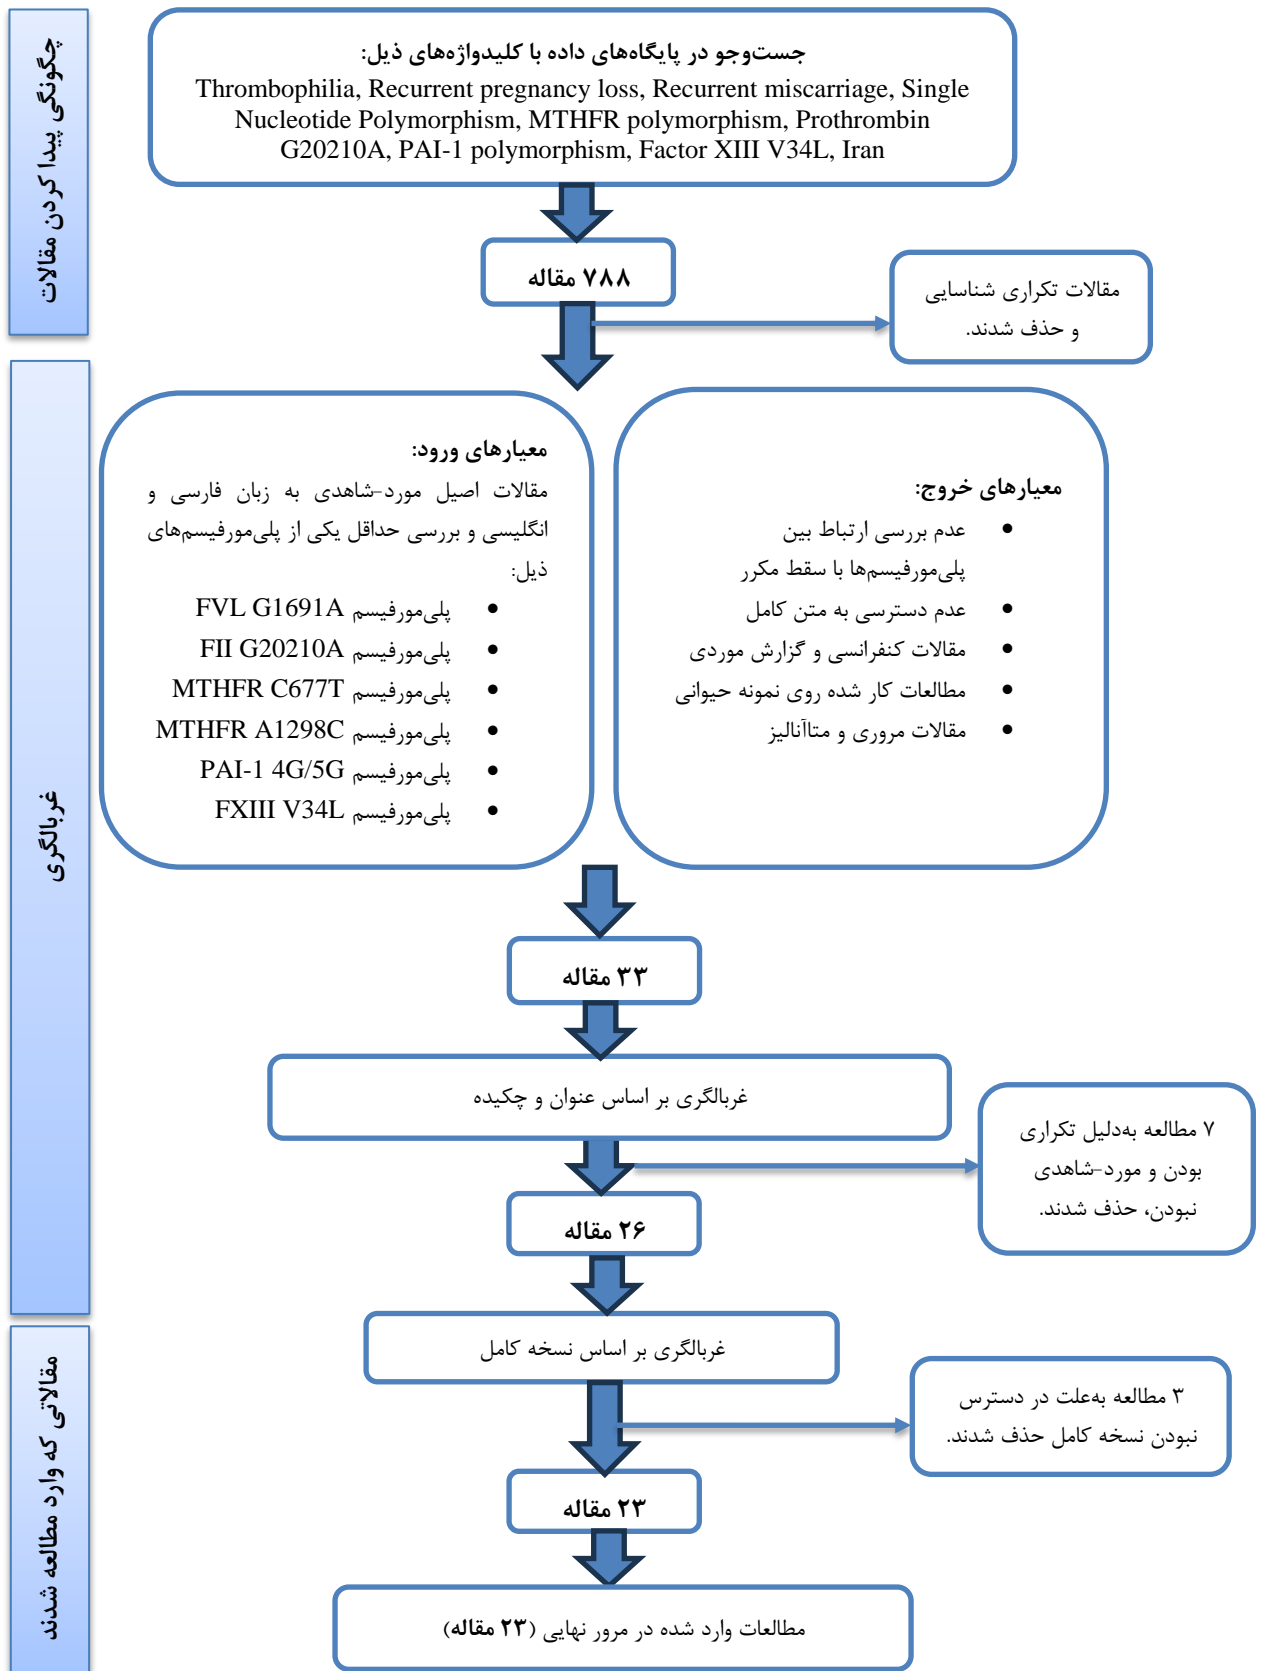 چگونگی پیدا کردن مقالات
جست‌وجو در پایگاه‌های داده با کلیدواژه‌های ذیل:
Thrombophilia, Recurrent pregnancy loss, Recurrent miscarriage, Single
Nucleotide Polymorphism, MTHFR polymorphism, Prothrombin
G20210A, PAI-1 polymorphism, Factor XIII V34L, Iran
۷۸۸ مقاله
مقالات تکراری شناسایی
و حذف شدند.
غربالگری
معیارهای خروج:
• عدم بررسی ارتباط بین
پلی‌مورفیسم‌ها با سقط مکرر
• عدم دسترسی به متن کامل
• مقالات کنفرانسی و گزارش موردی
• مطالعات کار شده روی نمونه حیوانی
• مقالات مروری و متاآنالیز
معیارهای ورود:
مقالات اصیل مورد-شاهدی به زبان فارسی و
انگلیسی و بررسی حداقل یکی از پلی‌مورفیسم‌های
ذیل:
• پلی‌مورفیسم FVL G1691A
• پلی‌مورفیسم FII G20210A
• پلی‌مورفیسم MTHFR C677T
• پلی‌مورفیسم MTHFR A1298C
• پلی‌مورفیسم PAI-1 4G/5G
• پلی‌مورفیسم FXIII V34L
۳۳ مقاله
غربالگری بر اساس عنوان و چکیده
۷ مطالعه به‌دلیل تکراری
بودن و مورد-شاهدی
نبودن، حذف شدند.
۲۶ مقاله
مقالاتی که وارد مطالعه شدند
غربالگری بر اساس نسخه کامل
۳ مطالعه به‌علت در دسترس
نبودن نسخه کامل حذف شدند.
۲۳ مقاله
مطالعات وارد شده در مرور نهایی (۲۳ مقاله)